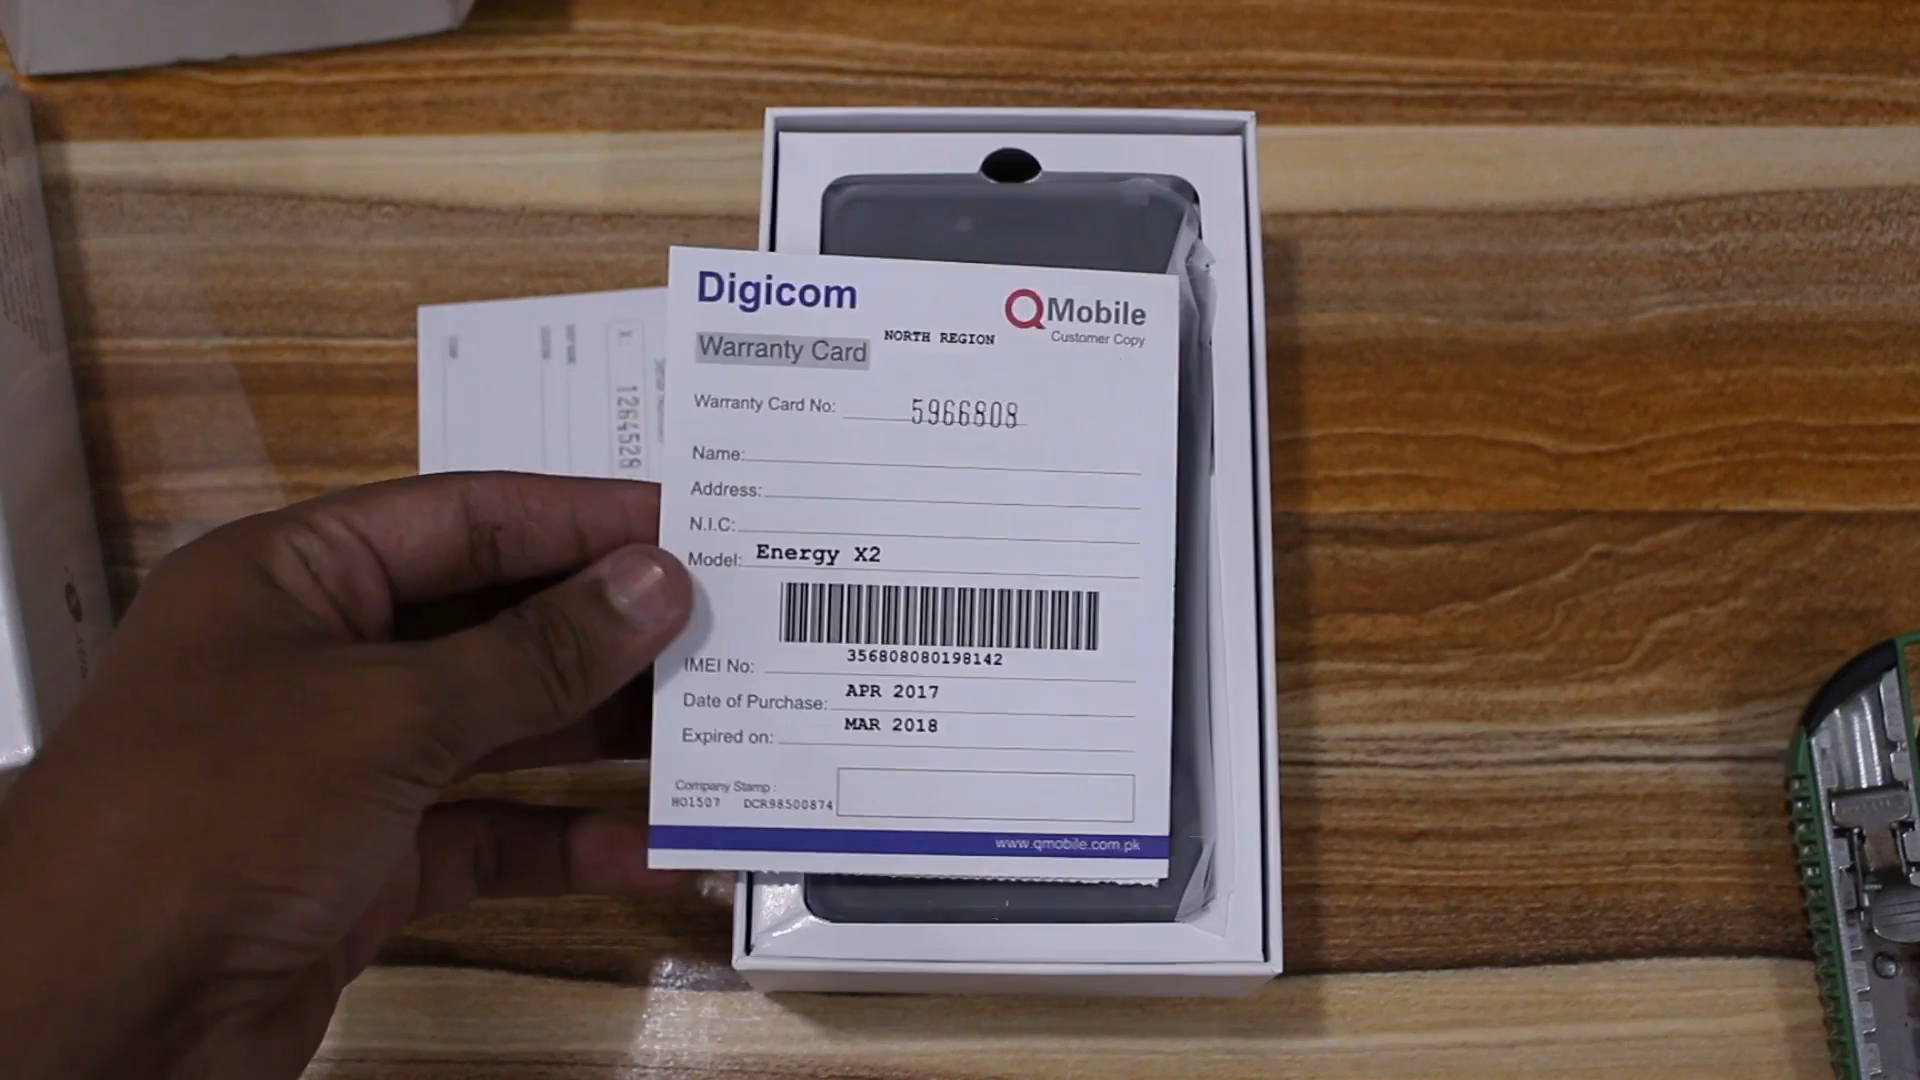 Digicom
QMobile
Customer Copy
NORTH REGION
Warranty Card
Warranty Card No: 5966808
Name:
Address:
N.I.C:
Model: Energy X2
356808080198142
IMEI No:
Date of Purchase: APR 2017
Expired on: MAR 2018
Company Stamp :
HO1507 DCR98500874
www.qmobile.com.pk
1264528